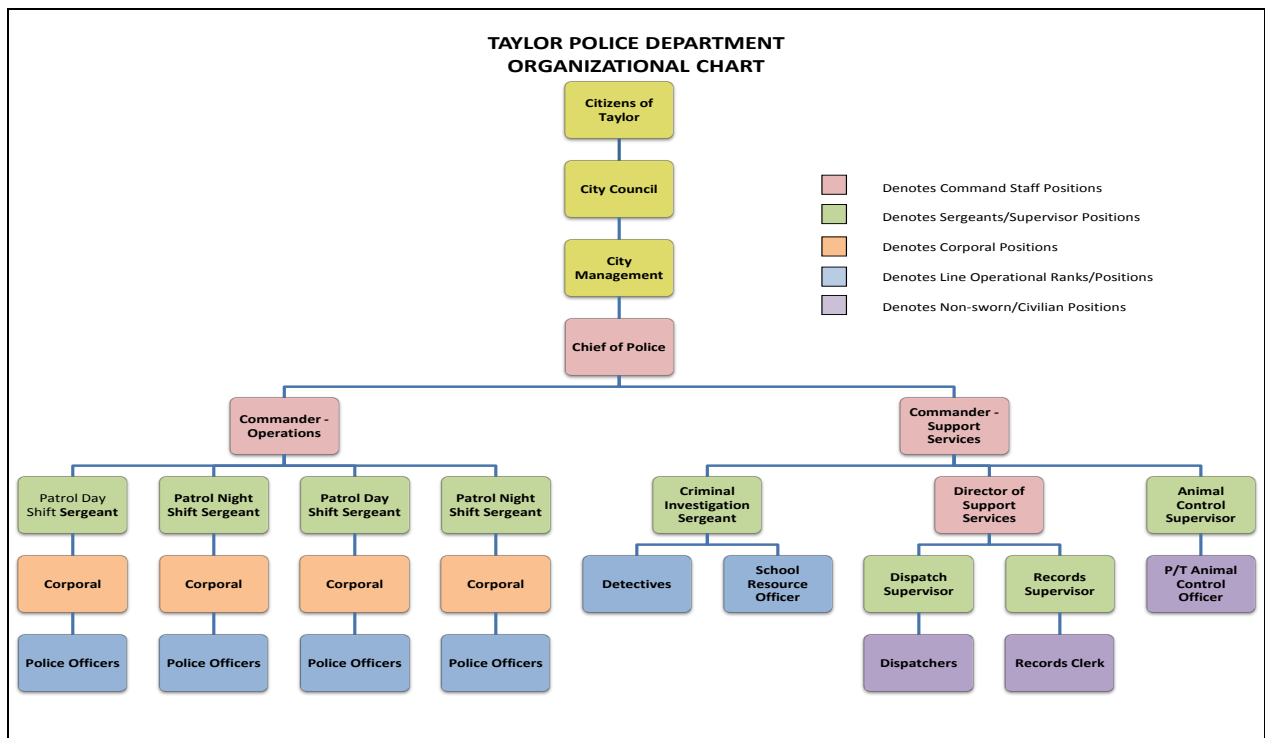 TAYLOR POLICE DEPARTMENT
ORGANIZATIONAL CHART
Citizens of
Taylor
City Council
City
Management
Chief of Police
Denotes Command Staff Positions
Denotes Sergeants/Supervisor Positions
Denotes Corporal Positions
Denotes Line Operational Ranks/Positions
Denotes Non-sworn/Civilian Positions
Commander -
Operations
Commander -
Support
Services
Patrol Day
Shift Sergeant
Patrol Night
Shift Sergeant
Patrol Day
Shift Sergeant
Patrol Night
Shift Sergeant
Criminal
Investigation
Sergeant
Director of
Support
Services
Animal
Control
Supervisor
Corporal
Corporal
Corporal
Corporal
Detectives
School
Resource
Officer
Dispatch
Supervisor
Records
Supervisor
P/T Animal
Control
Officer
Police Officers
Police Officers
Police Officers
Police Officers
Dispatchers
Records Clerk